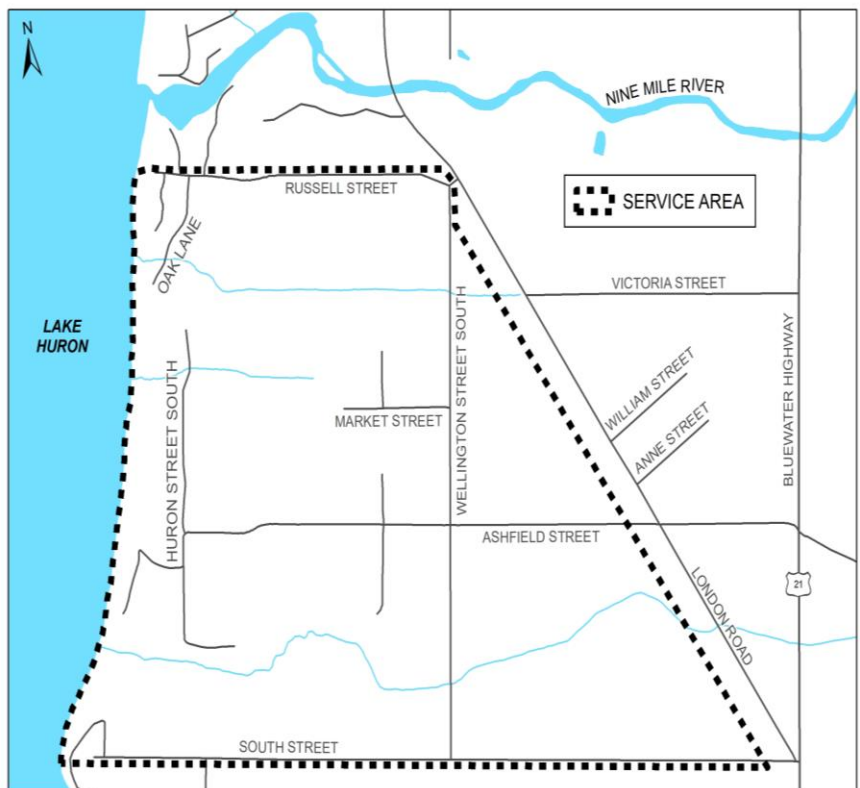 N
NINE MILE RIVER
RUSSELL STREET
SERVICE AREA
OAK LANE
VICTORIA STREET
LAKE
HURON
WELLINGTON STREET SOUTH
BLUEWATER HIGHWAY
WILLIAM STREET
HURON STREET SOUTH
MARKET STREET
ANNE STREET
ASHFIELD STREET
LONDON ROAD
21
SOUTH STREET